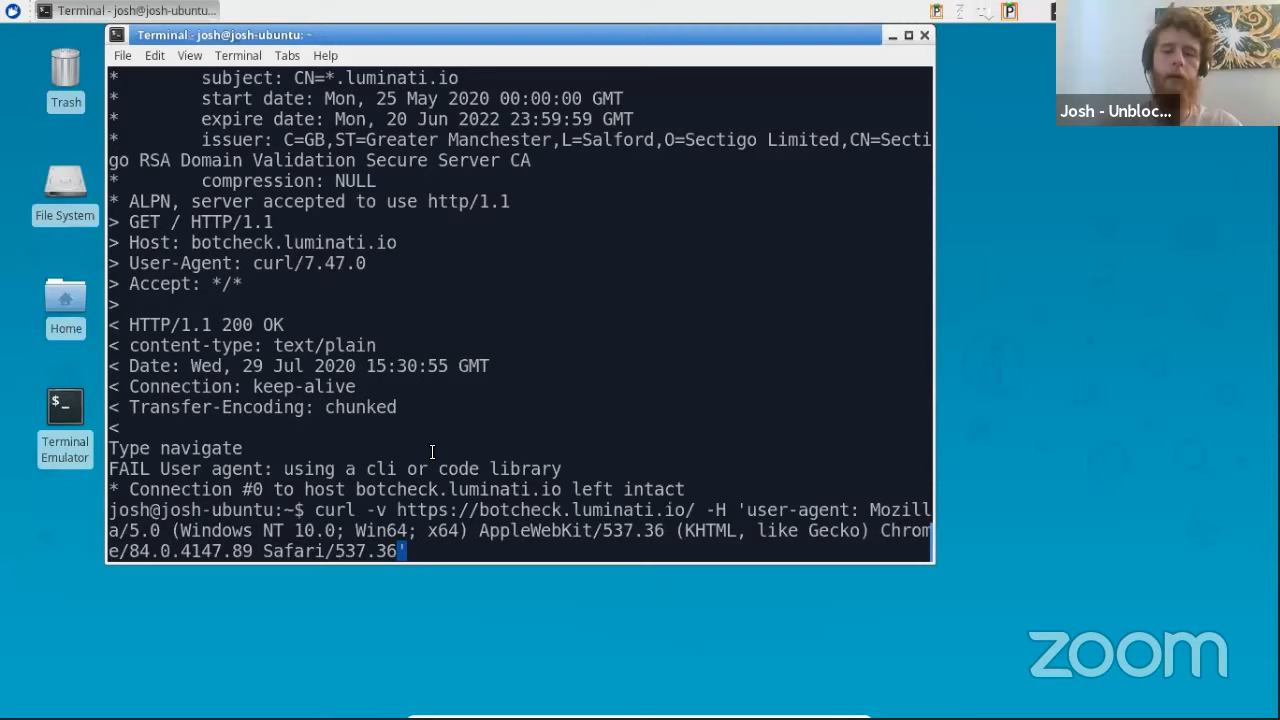 Terminal - josh@josh-ubuntu...
Terminal - josh@josh-ubuntu: ~
File Edit View Terminal Tabs Help
* subject: CN=*.luminati.io
* start date: Mon, 25 May 2020 00:00:00 GMT
* expire date: Mon, 20 Jun 2022 23:59:59 GMT
* issuer: C=GB,ST=Greater Manchester,L=Salford,O=Sectigo Limited,CN=Secti
go RSA Domain Validation Secure Server CA
* compression: NULL
* ALPN, server accepted to use http/1.1
> GET / HTTP/1.1
> Host: botcheck.luminati.io
> User-Agent: curl/7.47.0
> Accept: */*
>
< HTTP/1.1 200 OK
< content-type: text/plain
< Date: Wed, 29 Jul 2020 15:30:55 GMT
< Connection: keep-alive
< Transfer-Encoding: chunked
<
Type navigate
FAIL User agent: using a cli or code library
* Connection #0 to host botcheck.luminati.io left intact
josh@josh-ubuntu:~$ curl -v https://botcheck.luminati.io/ -H 'user-agent: Mozill
a/5.0 (Windows NT 10.0; Win64; x64) AppleWebKit/537.36 (KHTML, like Gecko) Chrom
e/84.0.4147.89 Safari/537.36'
Trash
File System
Home
$ _
Terminal
Emulator
Josh - Unbloc...
zoom